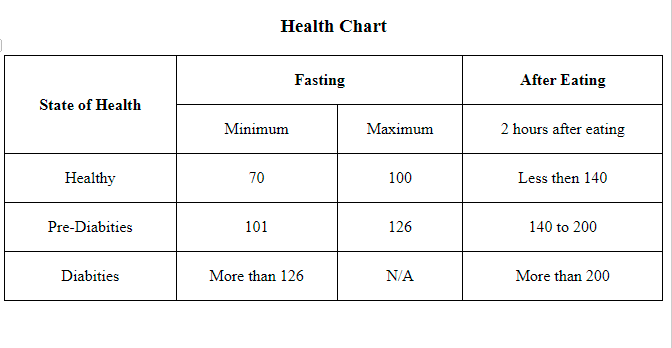 Health Chart
State of Health Fasting After Eating
Minimum Maximum 2 hours after eating
Healthy 70 100 Less then 140
Pre-Diabities 101 126 140 to 200
Diabities More than 126 N/A More than 200